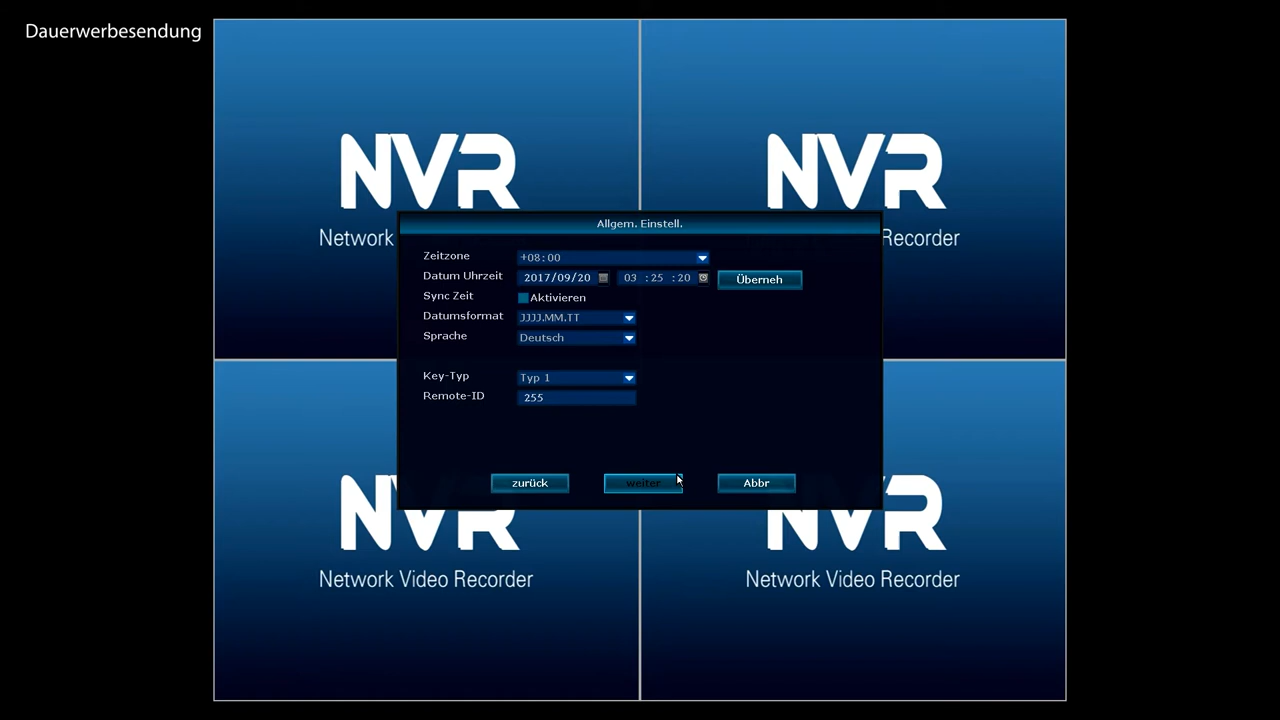 Dauerwerbesendung
NVR
NVR
Network
Recorder
Allgem. Einstell.
Zeitzone +08:00
Datum Uhrzeit 2017/09/20 03 :25 :20 Überneh
Sync Zeit Aktivieren
Datumsformat JJJJ.MM.TT
Sprache Deutsch
Key-Typ Typ 1
Remote-ID 255
zurück weiter Abbr
NVR
NVR
Network Video Recorder
Network Video Recorder